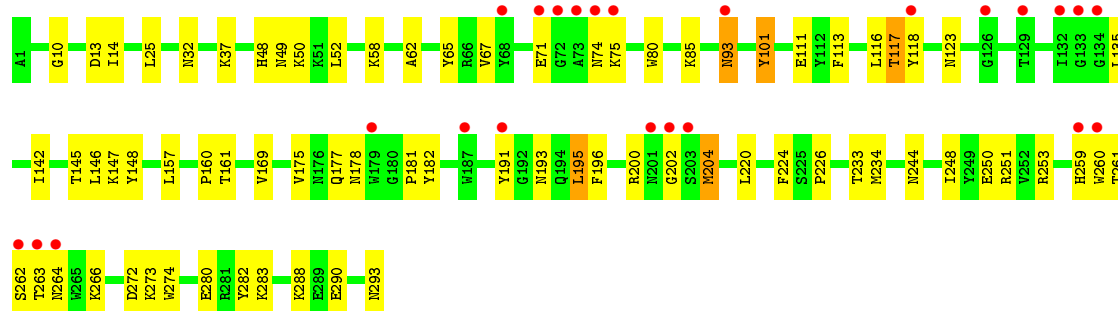 A1 G10 D13 I14 L25 N32 K37 H48 N49 K50 K51 L52 K58 A62 Y65 R66 V67 Y68 E71 G72 A73 N74 K75 W80 K85 N93 Y101 E111 Y112 F113 L116 T117 Y118 N123 G126 T129 I132 G133 G134 L135
I142 T145 L146 K147 Y148 L157 P160 T161 V169 V175 N176 Q177 N178 W179 G180 P181 Y182 W187 Y191 G192 N193 Q194 L195 F196 R200 N201 G202 S203 M204 L220 F224 S225 P226 T233 M234 N244 I248 Y249 E250 R251 V252 R253 H259 W260 T261
S262 T263 N264 W265 K266 D272 K273 W274 E280 R281 Y282 K283 K288 E289 E290 N293